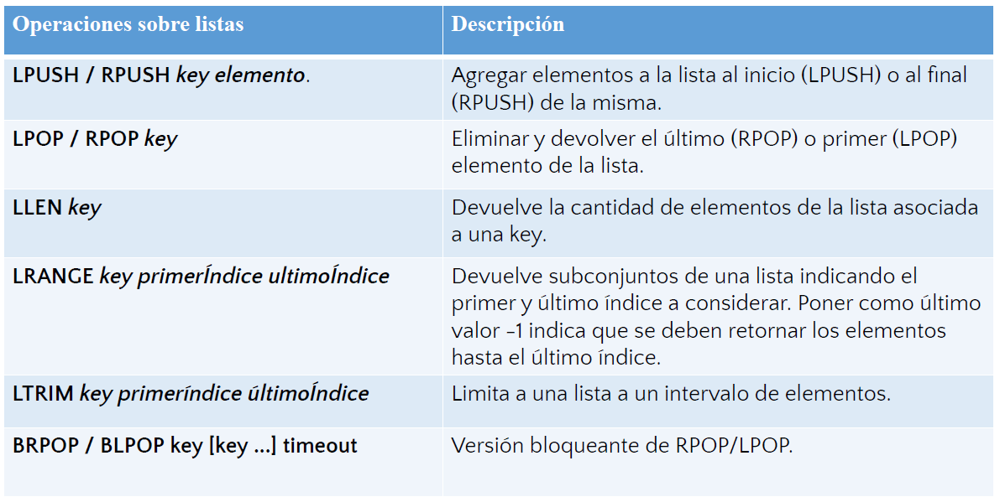 Operaciones sobre listas
Descripción
LPUSH / RPUSH key elemento.
Agregar elementos a la lista al inicio (LPUSH) o al final
(RPUSH) de la misma.
LPOP / RPOP key
Eliminar y devolver el último (RPOP) o primer (LPOP)
elemento de la lista.
LLEN key
Devuelve la cantidad de elementos de la lista asociada
a una key.
LRANGE key primerÍndice ultimoÍndice
Devuelve subconjuntos de una lista indicando el
primer y último índice a considerar. Poner como último
valor -1 indica que se deben retornar los elementos
hasta el último índice.
LTRIM key primeríndice últimoÍndice
Limita a una lista a un intervalo de elementos.
BRPOP / BLPOP key [key ...] timeout
Versión bloqueante de RPOP/LPOP.